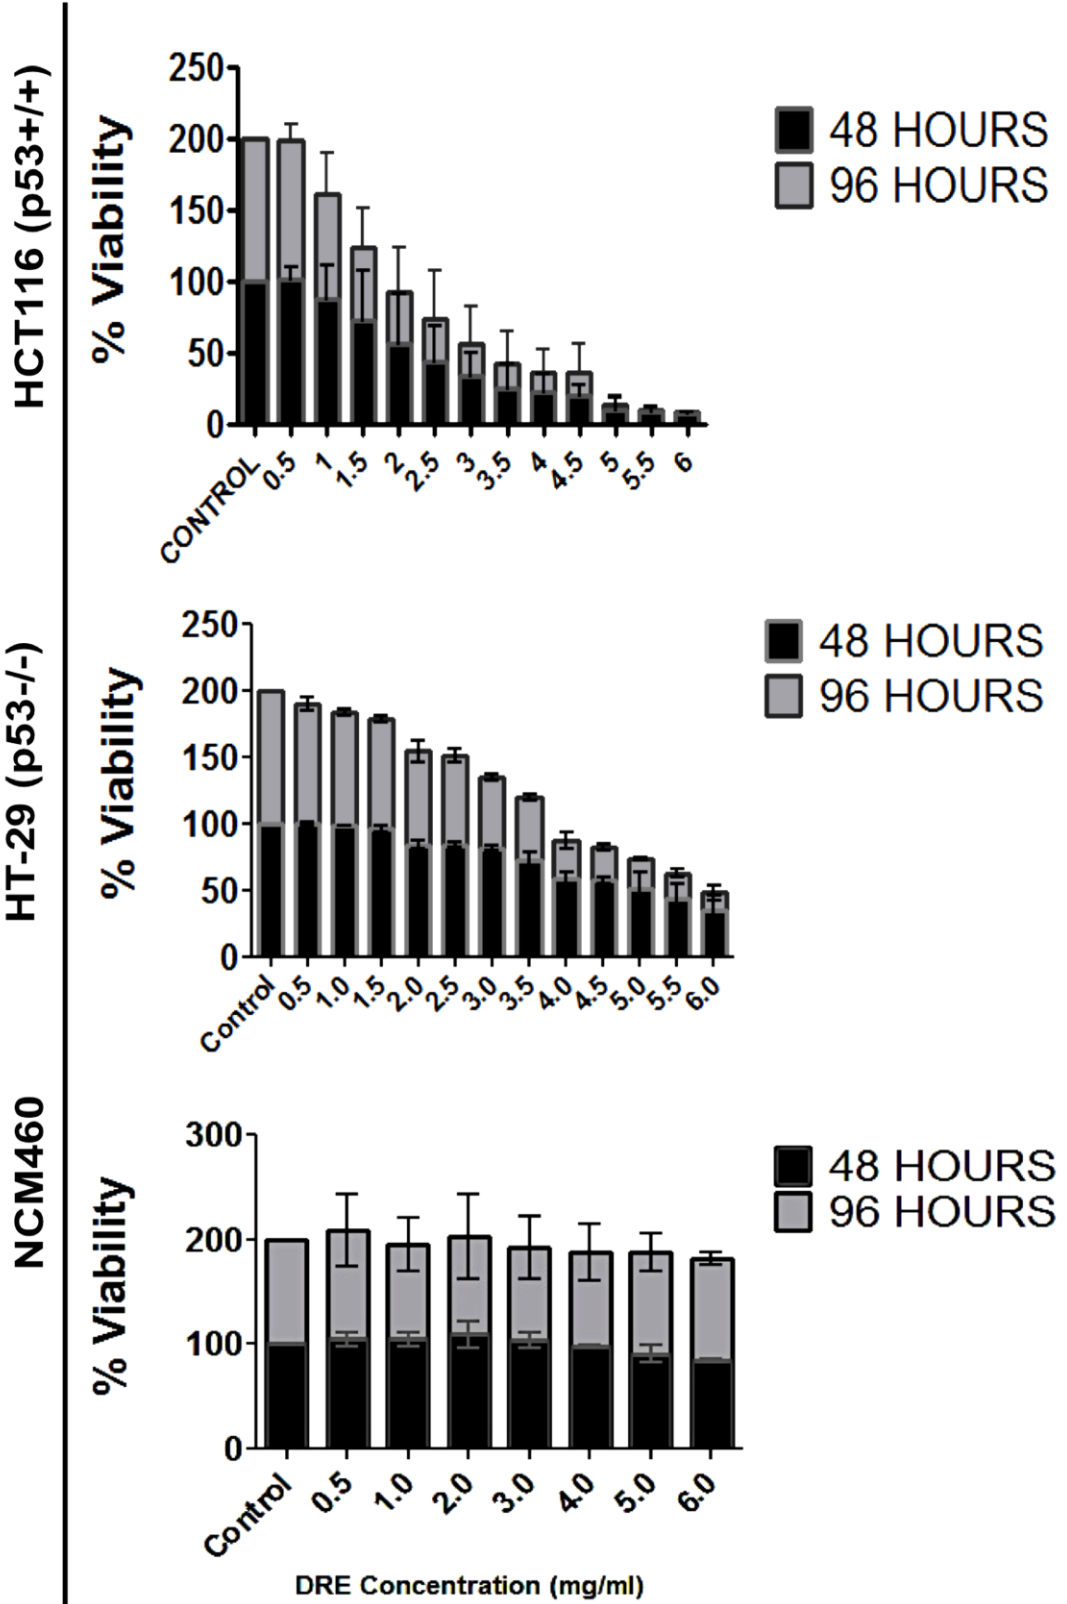 HCT116 (p53+/+)
% Viability
250
200
150
100
50
0
CONTROL 0.5 1 1.5 2 2.5 3 3.5 4 4.5 5 5.5 6
48 HOURS
96 HOURS
HT-29 (p53-/-)
% Viability
250
200
150
100
50
0
Control 0.5 1.0 1.5 2.0 2.5 3.0 3.5 4.0 4.5 5.0 5.5 6.0
48 HOURS
96 HOURS
NCM460
% Viability
300
200
100
0
Control 0.5 1.0 2.0 3.0 4.0 5.0 6.0
48 HOURS
96 HOURS
DRE Concentration (mg/ml)